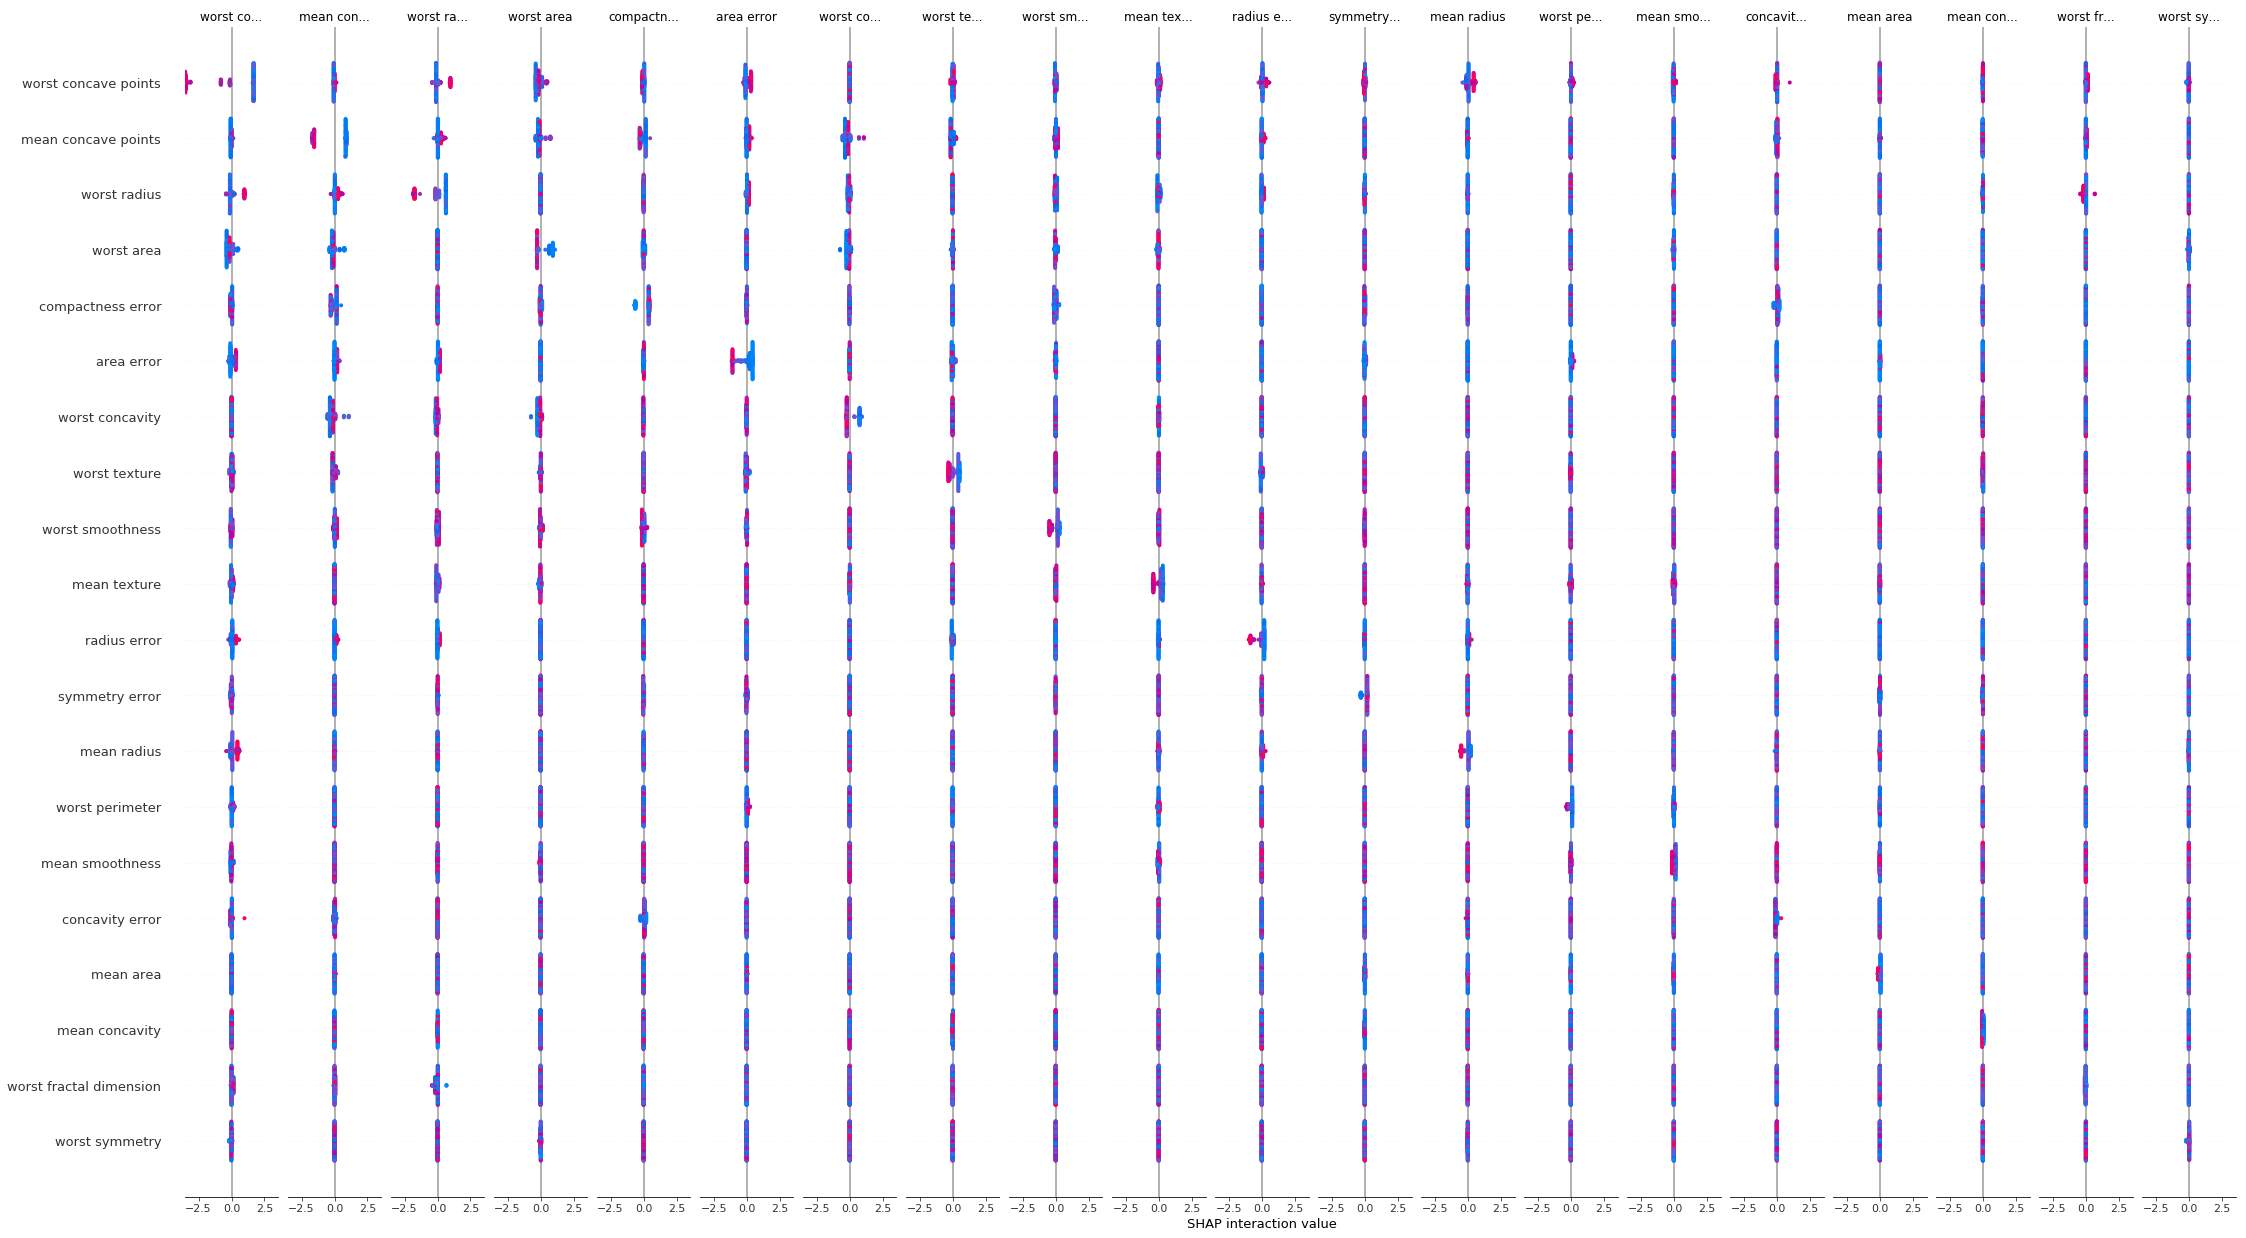 worst co... mean con... worst ra... worst area compactn... area error worst co... worst te... worst sm... mean tex... radius e... symmetry... mean radius worst pe... mean smo... concavit... mean area mean con... worst fr... worst sy...
worst concave points
mean concave points
worst radius
worst area
compactness error
area error
worst concavity
worst texture
worst smoothness
mean texture
radius error
symmetry error
mean radius
worst perimeter
mean smoothness
concavity error
mean area
mean concavity
worst fractal dimension
worst symmetry
−2.5 0.0 2.5 −2.5 0.0 2.5 −2.5 0.0 2.5 −2.5 0.0 2.5 −2.5 0.0 2.5 −2.5 0.0 2.5 −2.5 0.0 2.5 −2.5 0.0 2.5 −2.5 0.0 2.5 −2.5 0.0 2.5 −2.5 0.0 2.5 −2.5 0.0 2.5 −2.5 0.0 2.5 −2.5 0.0 2.5 −2.5 0.0 2.5 −2.5 0.0 2.5 −2.5 0.0 2.5 −2.5 0.0 2.5 −2.5 0.0 2.5 −2.5 0.0 2.5
SHAP interaction value